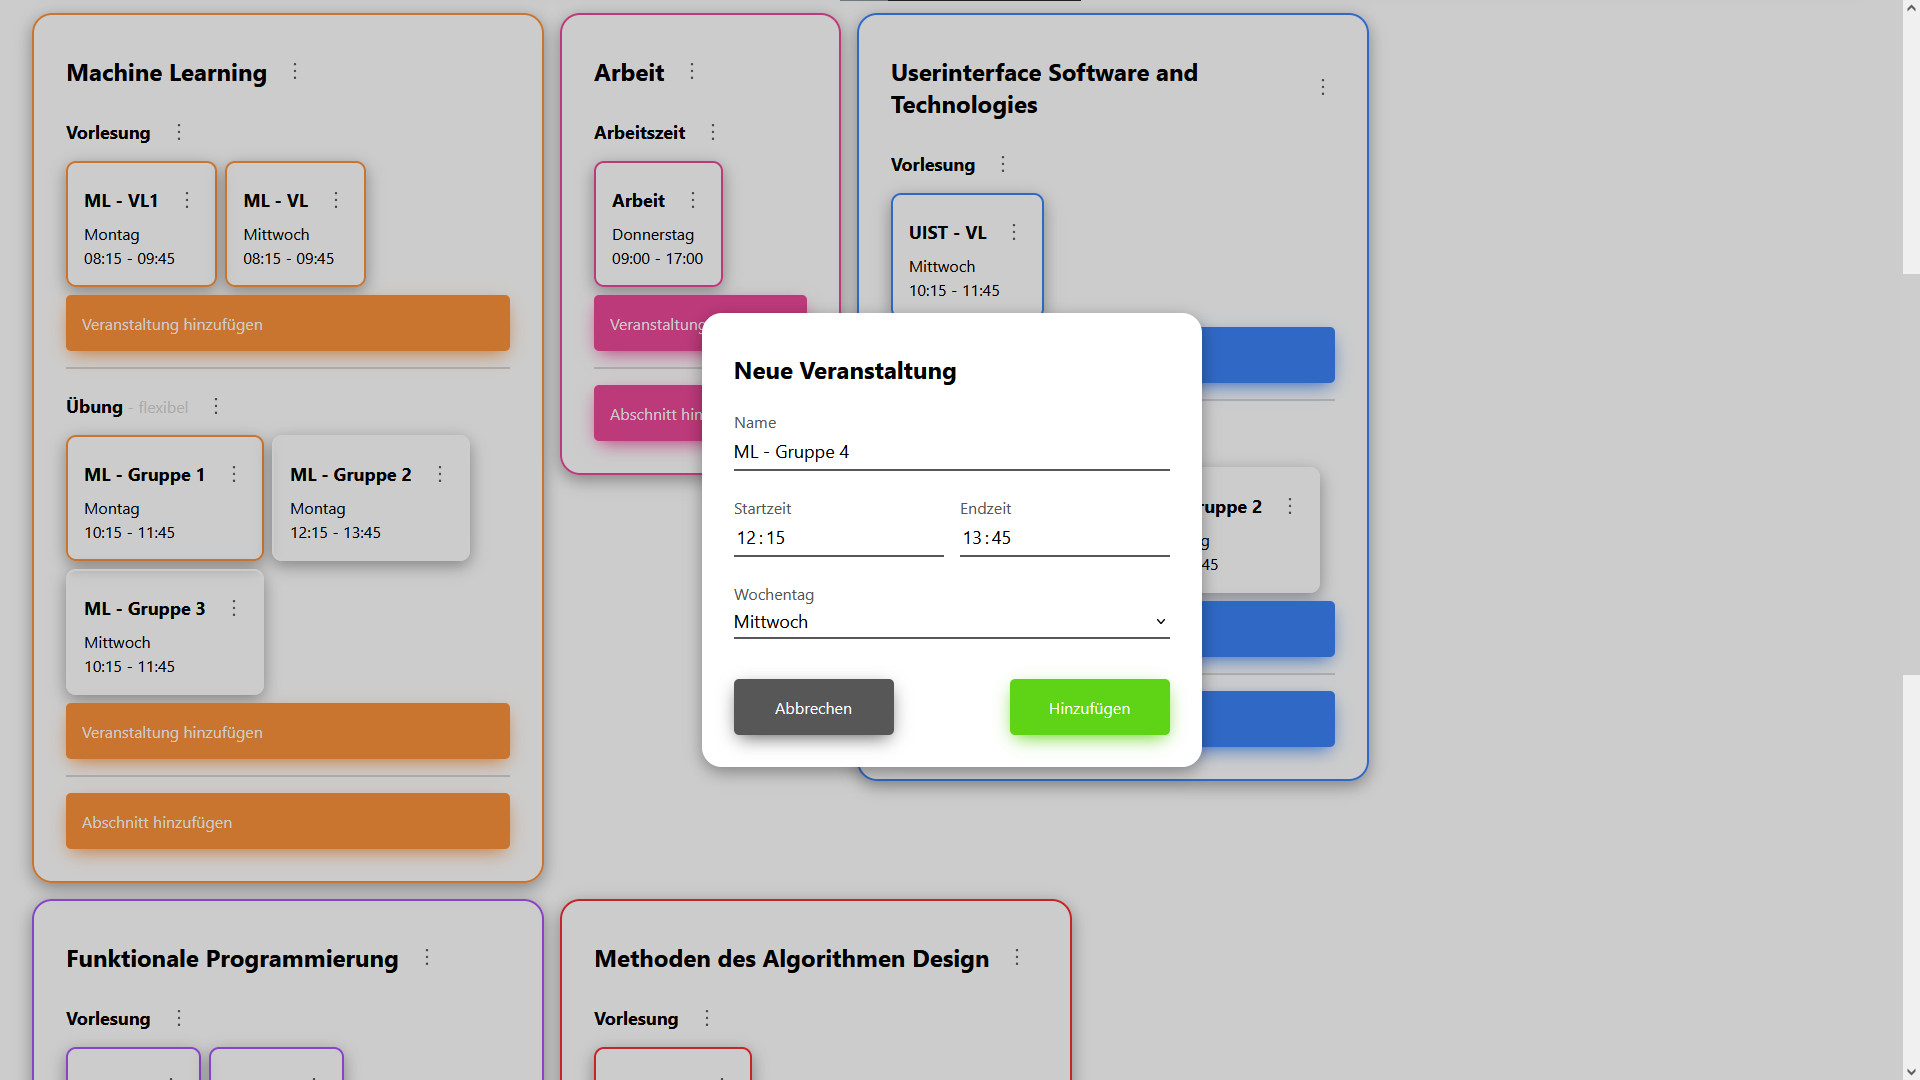 Machine Learning
Vorlesung
ML - VL1
Montag
08:15 - 09:45
ML - VL
Mittwoch
08:15 - 09:45
Veranstaltung hinzufügen
Übung - flexibel
ML - Gruppe 1
Montag
10:15 - 11:45
ML - Gruppe 2
Montag
12:15 - 13:45
ML - Gruppe 3
Mittwoch
10:15 - 11:45
Veranstaltung hinzufügen
Abschnitt hinzufügen
Arbeit
Arbeitszeit
Arbeit
Donnerstag
09:00 - 17:00
Veranstaltung
Abschnitt hin
Userinterface Software and
Technologies
Vorlesung
UIST - VL
Mittwoch
10:15 - 11:45
ruppe 2
g
45
Neue Veranstaltung
Name
ML - Gruppe 4
Startzeit
12:15
Endzeit
13:45
Wochentag
Mittwoch
Abbrechen
Hinzufügen
Funktionale Programmierung
Vorlesung
Methoden des Algorithmen Design
Vorlesung